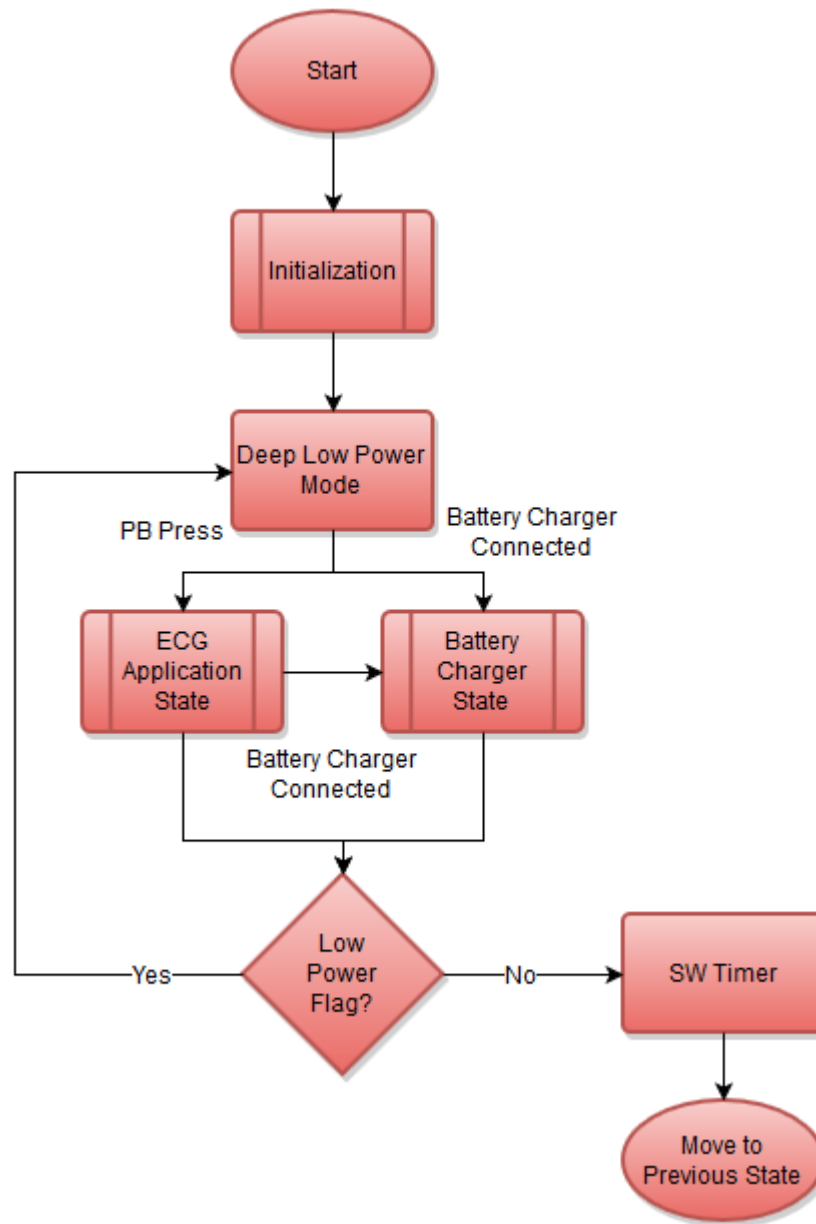 Start
Initialization
Deep Low Power
Mode
PB Press
Battery Charger
Connected
ECG
Application
State
Battery
Charger
State
Battery Charger
Connected
Low
Power
Flag?
Yes
No
SW Timer
Move to
Previous State